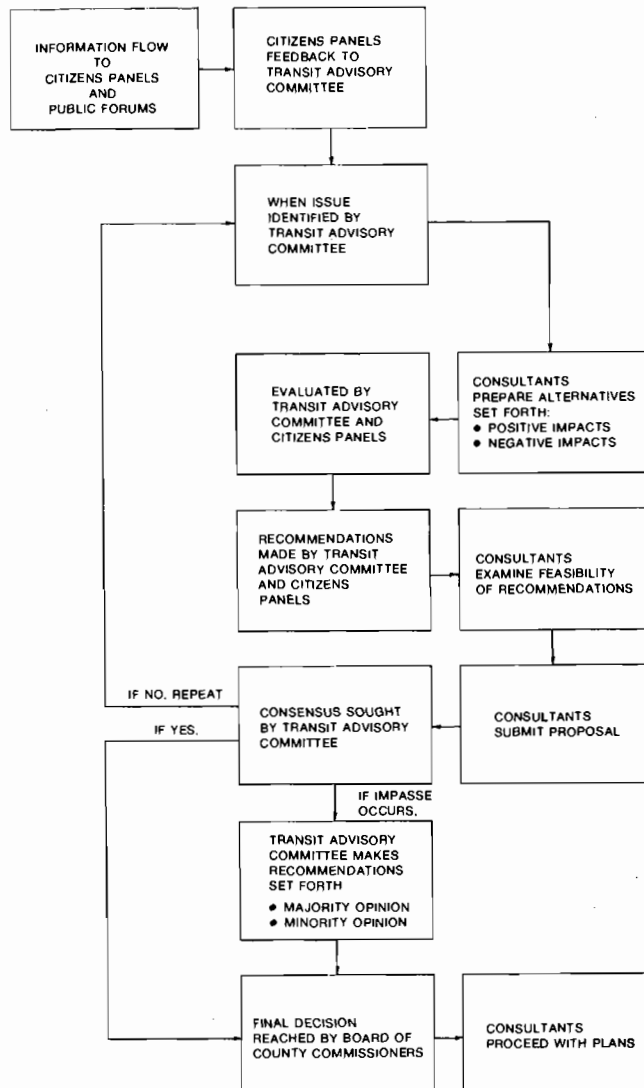 INFORMATION FLOW
TO
CITIZENS PANELS
AND
PUBLIC FORUMS
CITIZENS PANELS
FEEDBACK TO
TRANSIT ADVISORY
COMMITTEE
WHEN ISSUE
IDENTIFIED BY
TRANSIT ADVISORY
COMMITTEE
CONSULTANTS
PREPARE ALTERNATIVES
SET FORTH:
● POSITIVE IMPACTS
● NEGATIVE IMPACTS
EVALUATED BY
TRANSIT ADVISORY
COMMITTEE AND
CITIZENS PANELS
RECOMMENDATIONS
MADE BY TRANSIT
ADVISORY COMMITTEE
AND CITIZENS
PANELS
CONSULTANTS
EXAMINE FEASIBILITY
OF RECOMMENDATIONS
CONSULTANTS
SUBMIT PROPOSAL
CONSENSUS SOUGHT
BY TRANSIT ADVISORY
COMMITTEE
IF NO. REPEAT
IF YES.
IF IMPASSE
OCCURS.
TRANSIT ADVISORY
COMMITTEE MAKES
RECOMMENDATIONS
SET FORTH
● MAJORITY OPINION
● MINORITY OPINION
FINAL DECISION
REACHED BY BOARD OF
COUNTY COMMISSIONERS
CONSULTANTS
PROCEED WITH PLANS